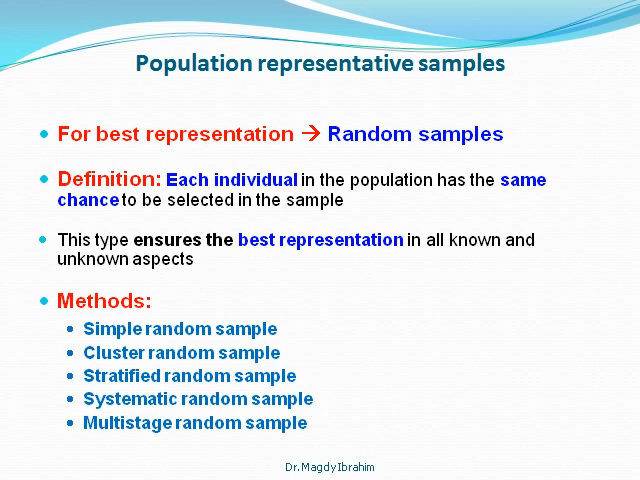 Population representative samples
• For best representation → Random samples
• Definition: Each individual in the population has the same
chance to be selected in the sample
• This type ensures the best representation in all known and
unknown aspects
• Methods:
• Simple random sample
• Cluster random sample
• Stratified random sample
• Systematic random sample
• Multistage random sample
Dr. Magdy Ibrahim